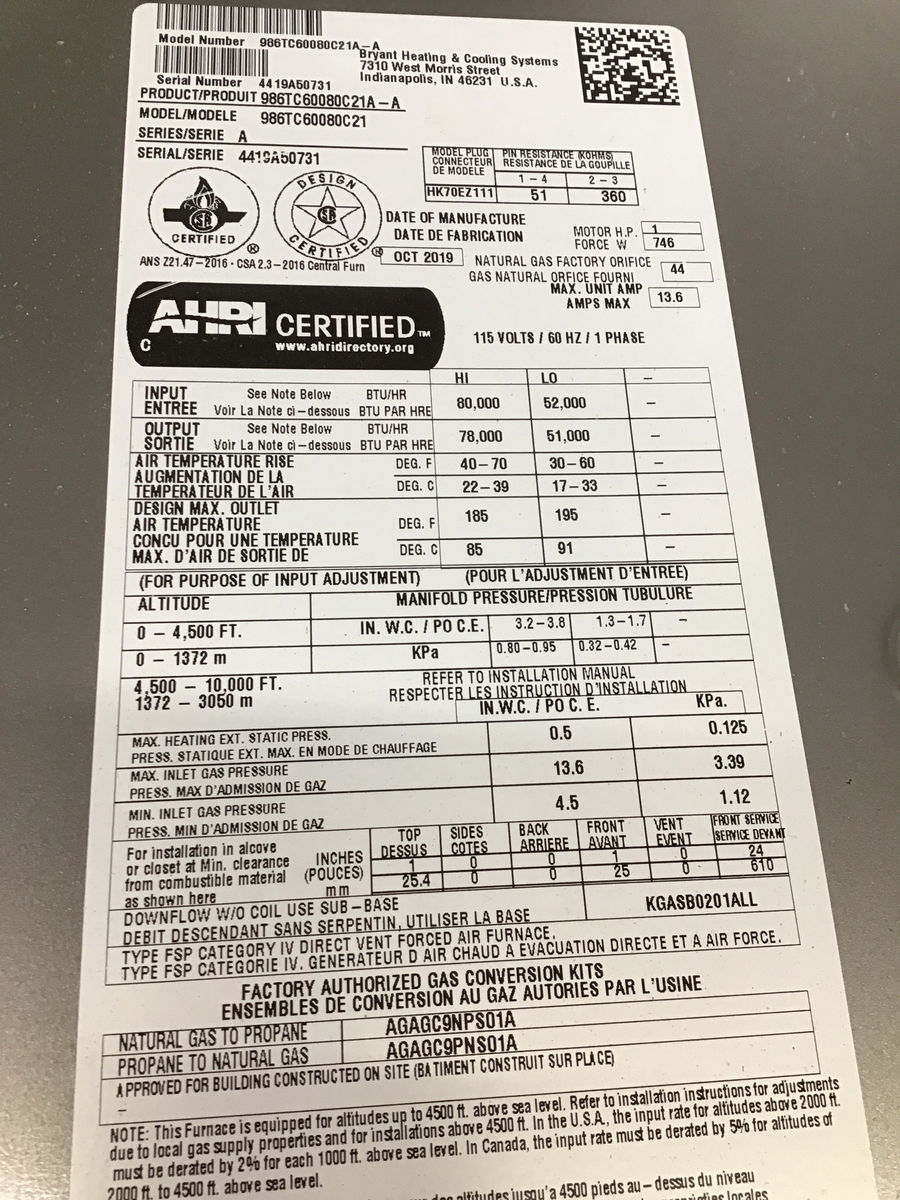 Model Number 986TC60080C21A-A
Bryant Heating & Cooling Systems
7310 West Morris Street
Indianapolis, IN 46231 U.S.A.
Serial Number 4419A50731
PRODUCT/PRODUIT 986TC60080C21A-A
MODEL/MODELE 986TC60080C21
SERIES/SERIE A
SERIAL/SERIE 4419A50731
MODEL PLUG CONNECTEUR DE MODELE
PIN RESISTANCE (KOHMS)
RESISTANCE DE LA GOUPILLE
1-4 2-3
HK70EZ111 51 360
DESIGN
CERTIFIED
CERTIFIED ®
®
ANS Z21.47-2016 · CSA 2.3-2016 Central Furn
DATE OF MANUFACTURE
DATE DE FABRICATION
OCT 2019
MOTOR H.P. 1
FORCE W 746
NATURAL GAS FACTORY ORIFICE
GAS NATURAL ORFICE FOURNI 44
MAX. UNIT AMP
AMPS MAX 13.6
AHRI CERTIFIED™
C www.ahridirectory.org
115 VOLTS / 60 HZ / 1 PHASE
HI LO –
INPUT See Note Below BTU/HR
ENTREE Voir La Note ci-dessous BTU PAR HRE 80,000 52,000 –
OUTPUT See Note Below BTU/HR
SORTIE Voir La Note ci-dessous BTU PAR HRE 78,000 51,000 –
AIR TEMPERATURE RISE DEG. F 40-70 30-60 –
AUGMENTATION DE LA
TEMPERATEUR DE L'AIR DEG. C 22-39 17-33 –
DESIGN MAX. OUTLET
AIR TEMPERATURE DEG. F 185 195 –
CONCU POUR UNE TEMPERATURE
MAX. D'AIR DE SORTIE DE DEG. C 85 91 –
(FOR PURPOSE OF INPUT ADJUSTMENT) (POUR L'ADJUSTMENT D'ENTREE)
ALTITUDE MANIFOLD PRESSURE/PRESSION TUBULURE
0 - 4,500 FT. IN. W.C. / PO C.E. 3.2-3.8 1.3-1.7 –
0 - 1372 m KPa 0.80-0.95 0.32-0.42 –
4,500 - 10,000 FT. REFER TO INSTALLATION MANUAL
1372 - 3050 m RESPECTER LES INSTRUCTION D'INSTALLATION
IN.W.C. / PO C. E. KPa.
MAX. HEATING EXT. STATIC PRESS. 0.5 0.125
PRESS. STATIQUE EXT. MAX. EN MODE DE CHAUFFAGE
MAX. INLET GAS PRESSURE 13.6 3.39
PRESS. MAX D'ADMISSION DE GAZ
MIN. INLET GAS PRESSURE 4.5 1.12
PRESS. MIN D'ADMISSION DE GAZ
For installation in alcove
or closet at Min. clearance
from combustible material
as shown here
TOP SIDES BACK FRONT VENT FRONT SERVICE
DESSUS COTES ARRIERE AVANT EVENT SERVICE DEVANT
INCHES (POUCES) 1 0 0 1 0 24
mm 25.4 0 0 25 0 610
DOWNFLOW W/O COIL USE SUB-BASE KGASB0201ALL
DEBIT DESCENDANT SANS SERPENTIN, UTILISER LA BASE
TYPE FSP CATEGORY IV DIRECT VENT FORCED AIR FURNACE.
TYPE FSP CATEGORIE IV. GENERATEUR D AIR CHAUD A EVACUATION DIRECTE ET A AIR FORCE.
FACTORY AUTHORIZED GAS CONVERSION KITS
ENSEMBLES DE CONVERSION AU GAZ AUTORIES PAR L'USINE
NATURAL GAS TO PROPANE AGAGC9NPS01A
PROPANE TO NATURAL GAS AGAGC9PNS01A
APPROVED FOR BUILDING CONSTRUCTED ON SITE (BATIMENT CONSTRUIT SUR PLACE)
–
NOTE: This Furnace is equipped for altitudes up to 4500 ft. above sea level. Refer to installation instructions for adjustments
due to local gas supply properties and for installations above 4500 ft. In the U.S.A., the input rate for altitudes above 2000 ft.
must be derated by 2% for each 1000 ft. above sea level. In Canada, the input rate must be derated by 5% for altitudes of
2000 ft. to 4500 ft. above sea level.
des altitudes jusqu'a 4500 pieds au-dessus du niveau
locales